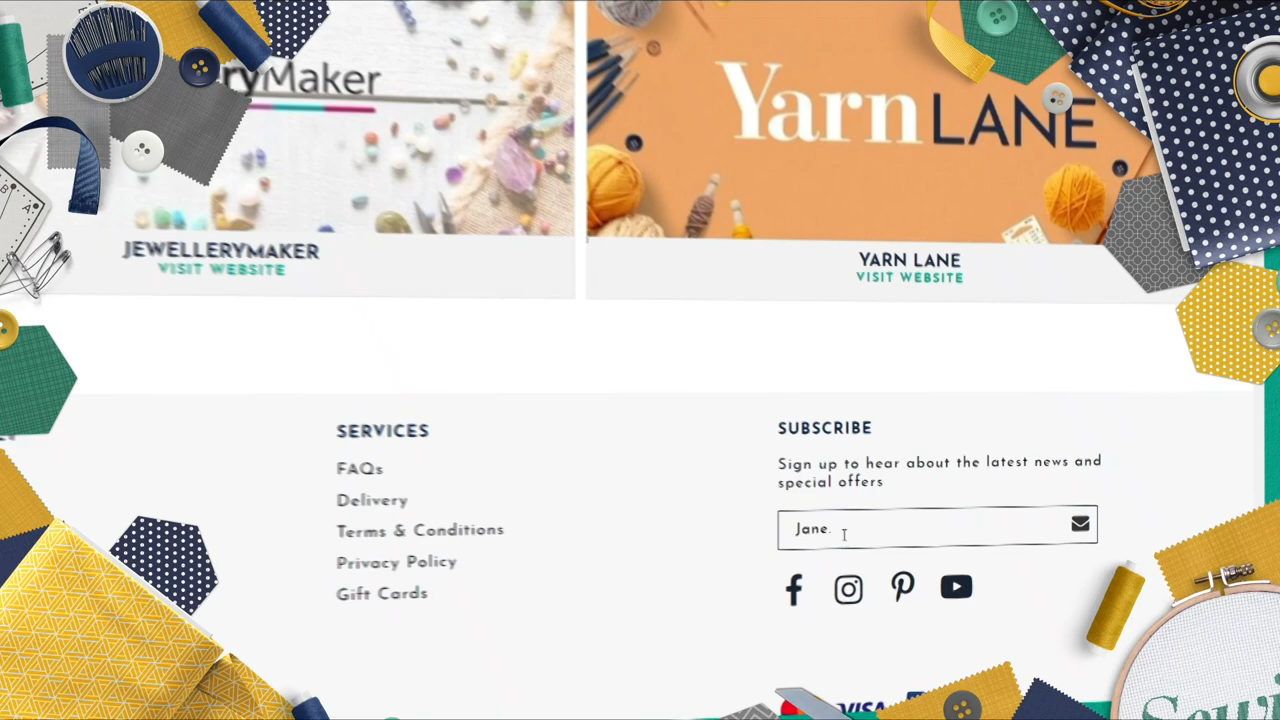 ryMaker
Yarn LANE
JEWELLERYMAKER
VISIT WEBSITE
YARN LANE
VISIT WEBSITE
SERVICES
FAQs
Delivery
Terms & Conditions
Privacy Policy
Gift Cards
SUBSCRIBE
Sign up to hear about the latest news and
special offers
Jane.
VISA
Sewi